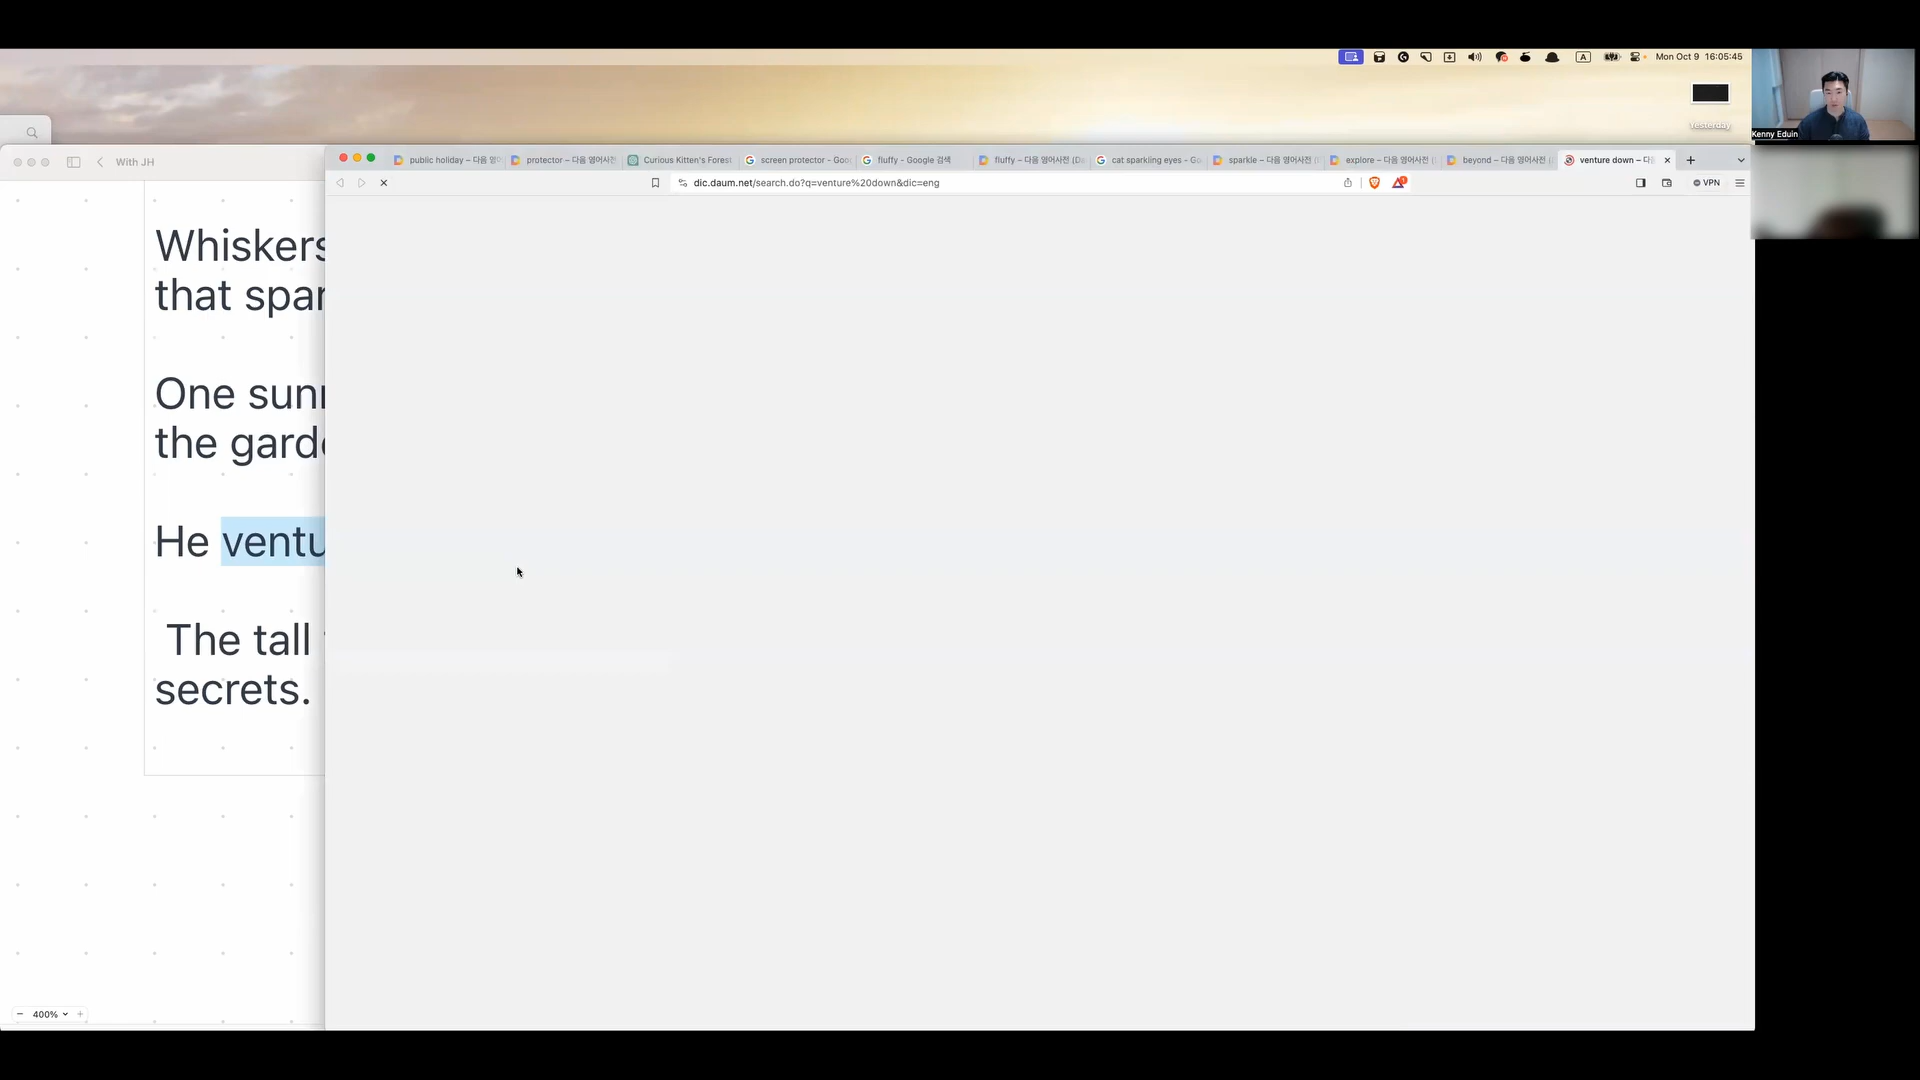 A
Mon Oct 9 16:05:45
Yesterday
Kenny Eduin
With JH
public holiday – 다음 영어
protector – 다음 영어사전
Curious Kitten's Forest
screen protector - Goo
fluffy - Google 검색
fluffy – 다음 영어사전 (D
cat sparkling eyes - Go
sparkle – 다음 영어사전
explore – 다음 영어사전
beyond – 다음 영어사전
venture down – 다
dic.daum.net/search.do?q=venture%20down&dic=eng
VPN
Whiskers
that spar
One sunn
the garde
He ventu
The tall
secrets.
400%